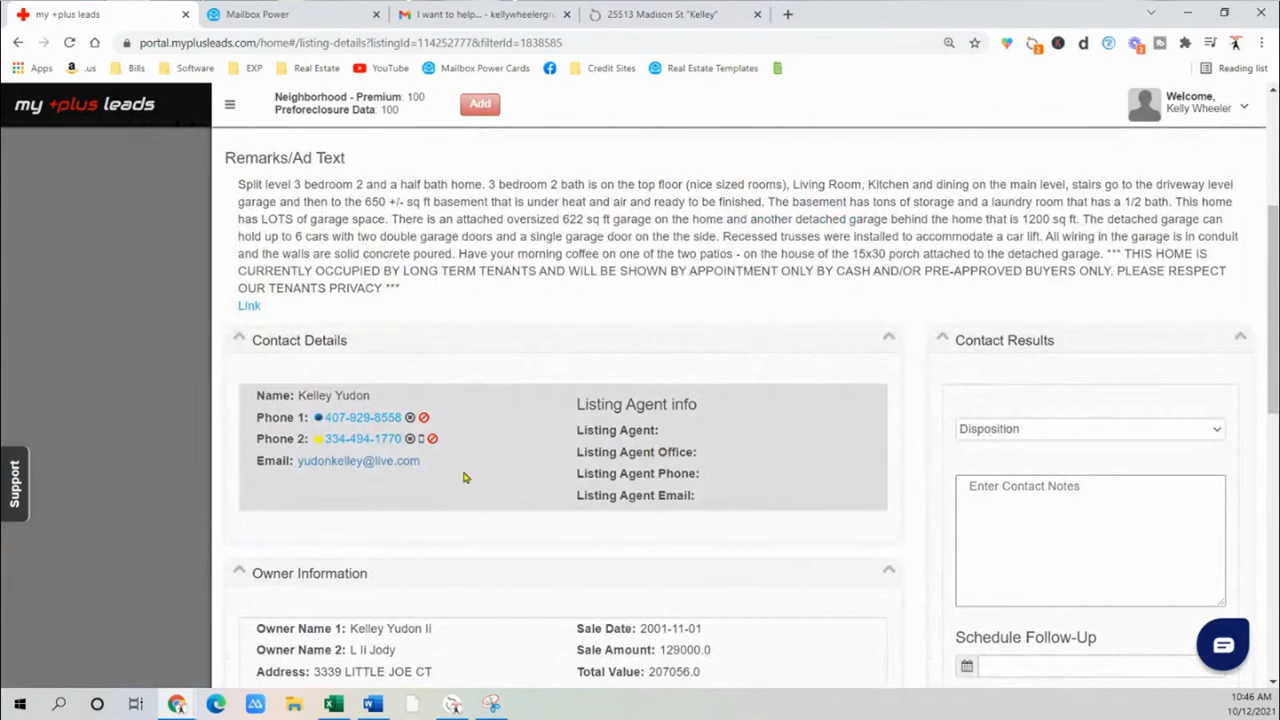 my +plus leads
Mailbox Power
I want to help... - kellywheelergr
25513 Madison St "Kelley"
portal.myplusleads.com/home#/listing-details?listingId=114252777&filterId=1838585
Apps
.us
Bills
Software
EXP
Real Estate
YouTube
Mailbox Power Cards
Credit Sites
Real Estate Templates
Reading list
my +plus leads
Neighborhood - Premium: 100
Preforeclosure Data: 100
Add
Welcome,
Kelly Wheeler
Remarks/Ad Text
Split level 3 bedroom 2 and a half bath home. 3 bedroom 2 bath is on the top floor (nice sized rooms), Living Room, Kitchen and dining on the main level, stairs go to the driveway level
garage and then to the 650 +/- sq ft basement that is under heat and air and ready to be finished. The basement has tons of storage and a laundry room that has a 1/2 bath. This home
has LOTS of garage space. There is an attached oversized 622 sq ft garage on the home and another detached garage behind the home that is 1200 sq ft. The detached garage can
hold up to 6 cars with two double garage doors and a single garage door on the the side. Recessed trusses were installed to accommodate a car lift. All wiring in the garage is in conduit
and the walls are solid concrete poured. Have your morning coffee on one of the two patios - on the house of the 15x30 porch attached to the detached garage. *** THIS HOME IS
CURRENTLY OCCUPIED BY LONG TERM TENANTS AND WILL BE SHOWN BY APPOINTMENT ONLY BY CASH AND/OR PRE-APPROVED BUYERS ONLY. PLEASE RESPECT
OUR TENANTS PRIVACY ***
Link
Contact Details
Name: Kelley Yudon
Phone 1: 407-929-8558
Phone 2: 334-494-1770
Email: yudonkelley@live.com
Listing Agent info
Listing Agent:
Listing Agent Office:
Listing Agent Phone:
Listing Agent Email:
Contact Results
Disposition
Enter Contact Notes
Schedule Follow-Up
Support
Owner Information
Owner Name 1: Kelley Yudon Ii
Owner Name 2: L Ii Jody
Address: 3339 LITTLE JOE CT
Sale Date: 2001-11-01
Sale Amount: 129000.0
Total Value: 207056.0
10:46 AM
10/12/2021